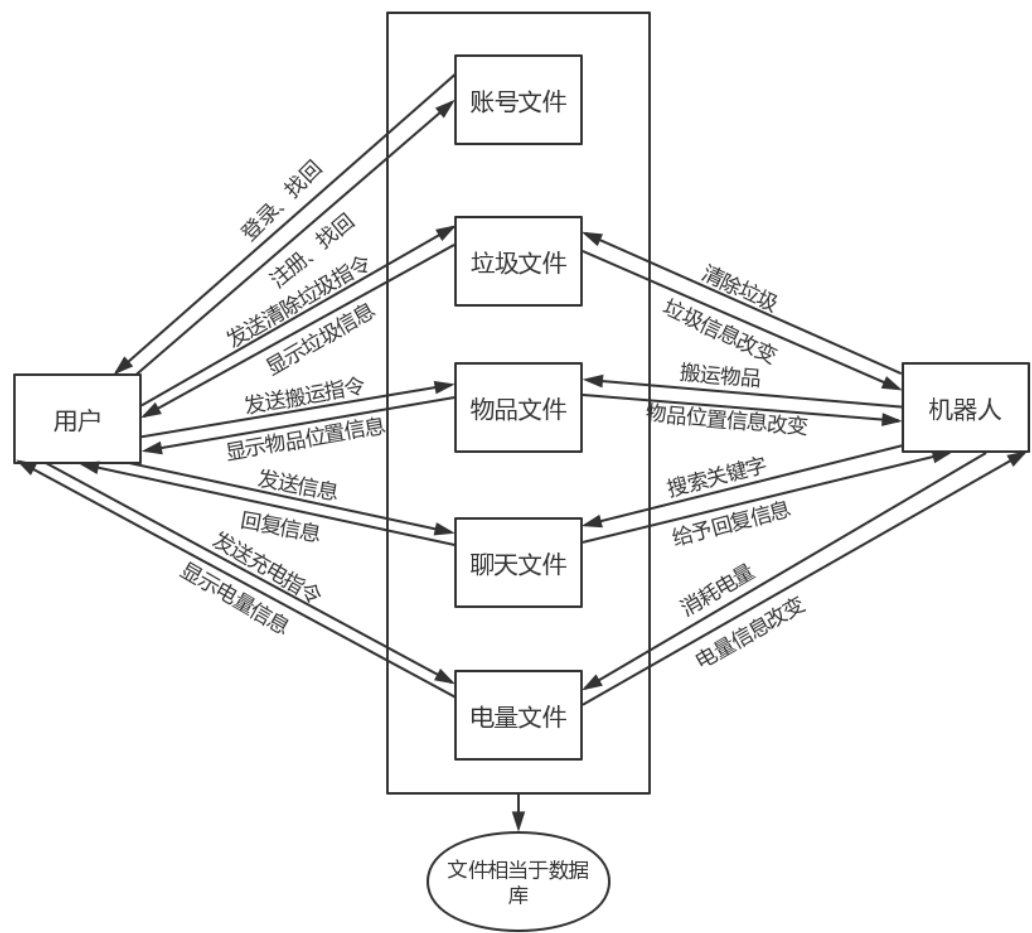 账号文件
登录、找回
注册、找回
垃圾文件
发送清除垃圾指令
显示垃圾信息
清除垃圾
垃圾信息改变
用户
发送搬运指令
显示物品位置信息
物品文件
搬运物品
物品位置信息改变
机器人
发送信息
回复信息
聊天文件
搜索关键字
给予回复信息
发送充电指令
显示电量信息
电量文件
消耗电量
电量信息改变
文件相当于数据
库